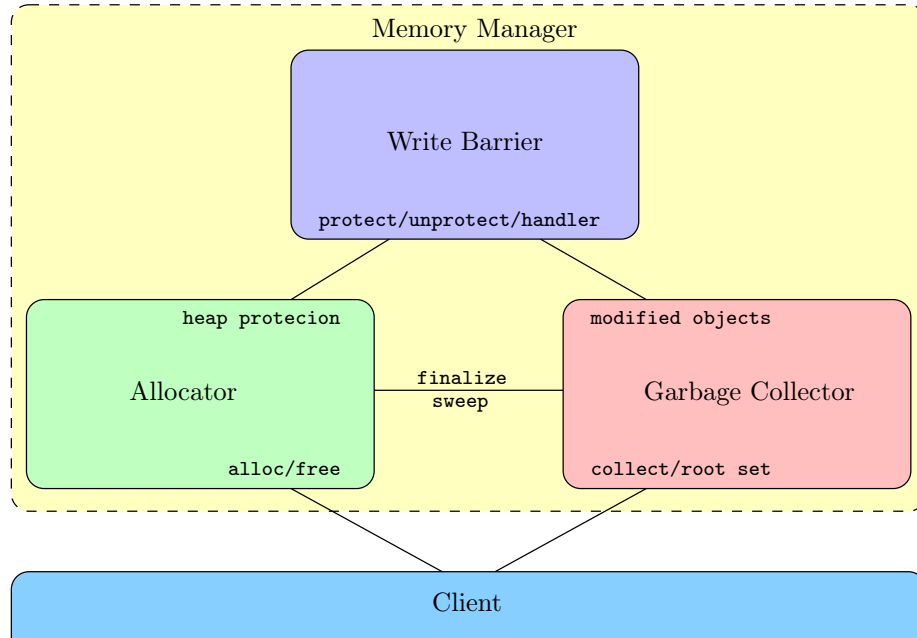 Memory Manager
Write Barrier
protect/unprotect/handler
heap protecion
modified objects
Allocator
finalize
sweep
Garbage Collector
alloc/free
collect/root set
Client